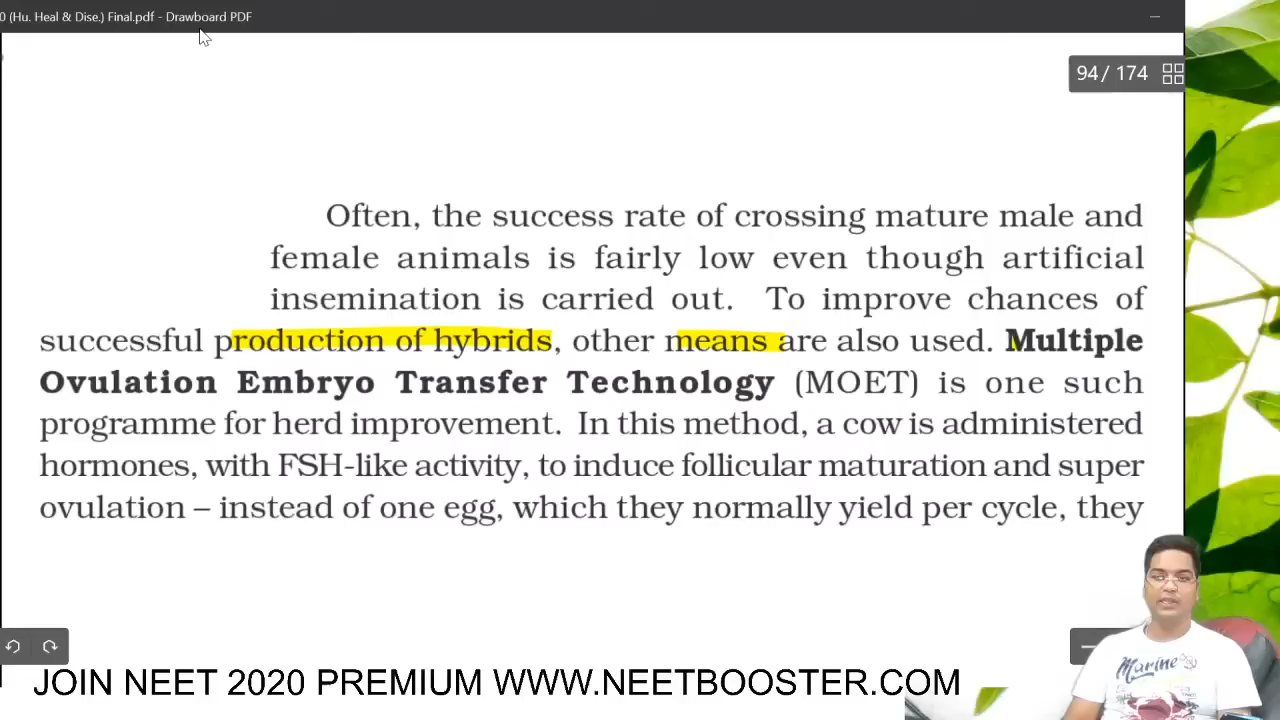 0 (Hu. Heal & Dise.) Final.pdf - Drawboard PDF
94 / 174
Often, the success rate of crossing mature male and
female animals is fairly low even though artificial
insemination is carried out. To improve chances of
successful production of hybrids, other means are also used. Multiple
Ovulation Embryo Transfer Technology (MOET) is one such
programme for herd improvement. In this method, a cow is administered
hormones, with FSH-like activity, to induce follicular maturation and super
ovulation – instead of one egg, which they normally yield per cycle, they
Marine
JOIN NEET 2020 PREMIUM WWW.NEETBOOSTER.COM